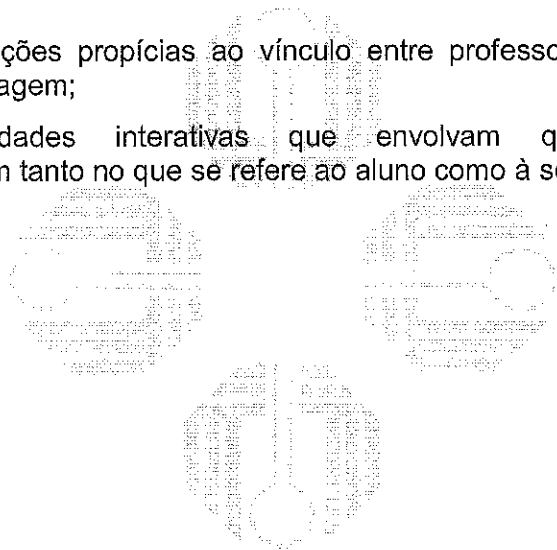 ções propícias ao vínculo entre professo
agem;
dades interativas que envolvam q
n tanto no que se refere ao aluno como à s